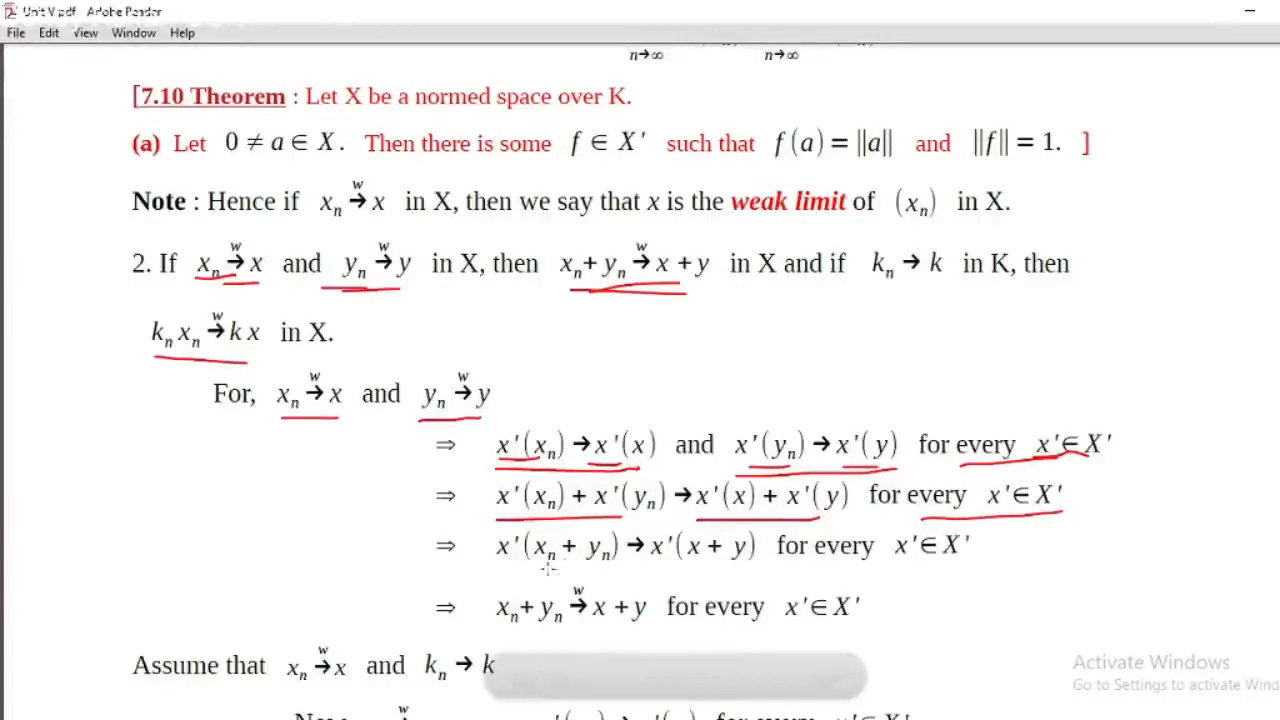 Unit V.pdf - Adobe Reader
File Edit View Window Help
n→∞ n→∞
[7.10 Theorem : Let X be a normed space over K.
(a) Let 0 ≠ a ∈ X. Then there is some f ∈ X' such that f(a) = ||a|| and ||f|| = 1. ]
Note : Hence if xₙ →ʷ x in X, then we say that x is the weak limit of (xₙ) in X.
2. If xₙ →ʷ x and yₙ →ʷ y in X, then xₙ + yₙ →ʷ x + y in X and if kₙ → k in K, then
kₙ xₙ →ʷ k x in X.
For, xₙ →ʷ x and yₙ →ʷ y
⇒ x'(xₙ) → x'(x) and x'(yₙ) → x'(y) for every x' ∈ X'
⇒ x'(xₙ) + x'(yₙ) → x'(x) + x'(y) for every x' ∈ X'
⇒ x'(xₙ + yₙ) → x'(x + y) for every x' ∈ X'
⇒ xₙ + yₙ →ʷ x + y for every x' ∈ X'
Assume that xₙ →ʷ x and kₙ → k
Activate Windows
Go to Settings to activate Wind